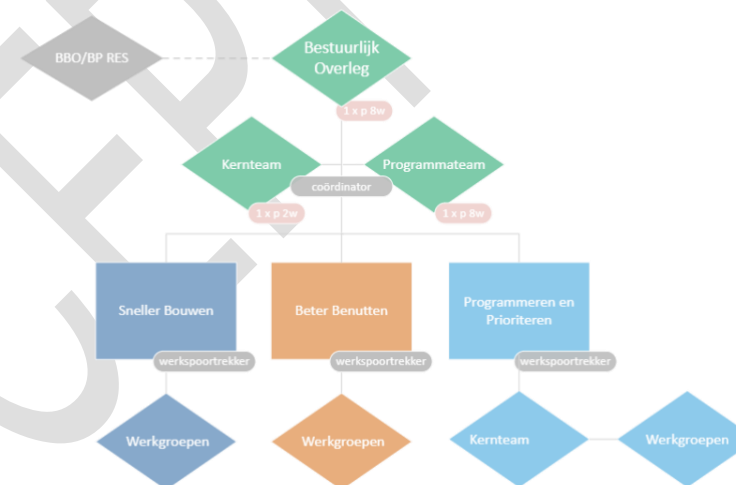 BBO/BP RES
Bestuurlijk
Overleg
1 x p 8w
Kernteam
Programmateam
coördinator
1 x p 2w
1 x p 8w
Sneller Bouwen
Beter Benutten
Programmeren en
Prioriteren
werkspoortrekker
werkspoortrekker
werkspoortrekker
Werkgroepen
Werkgroepen
Kernteam
Werkgroepen